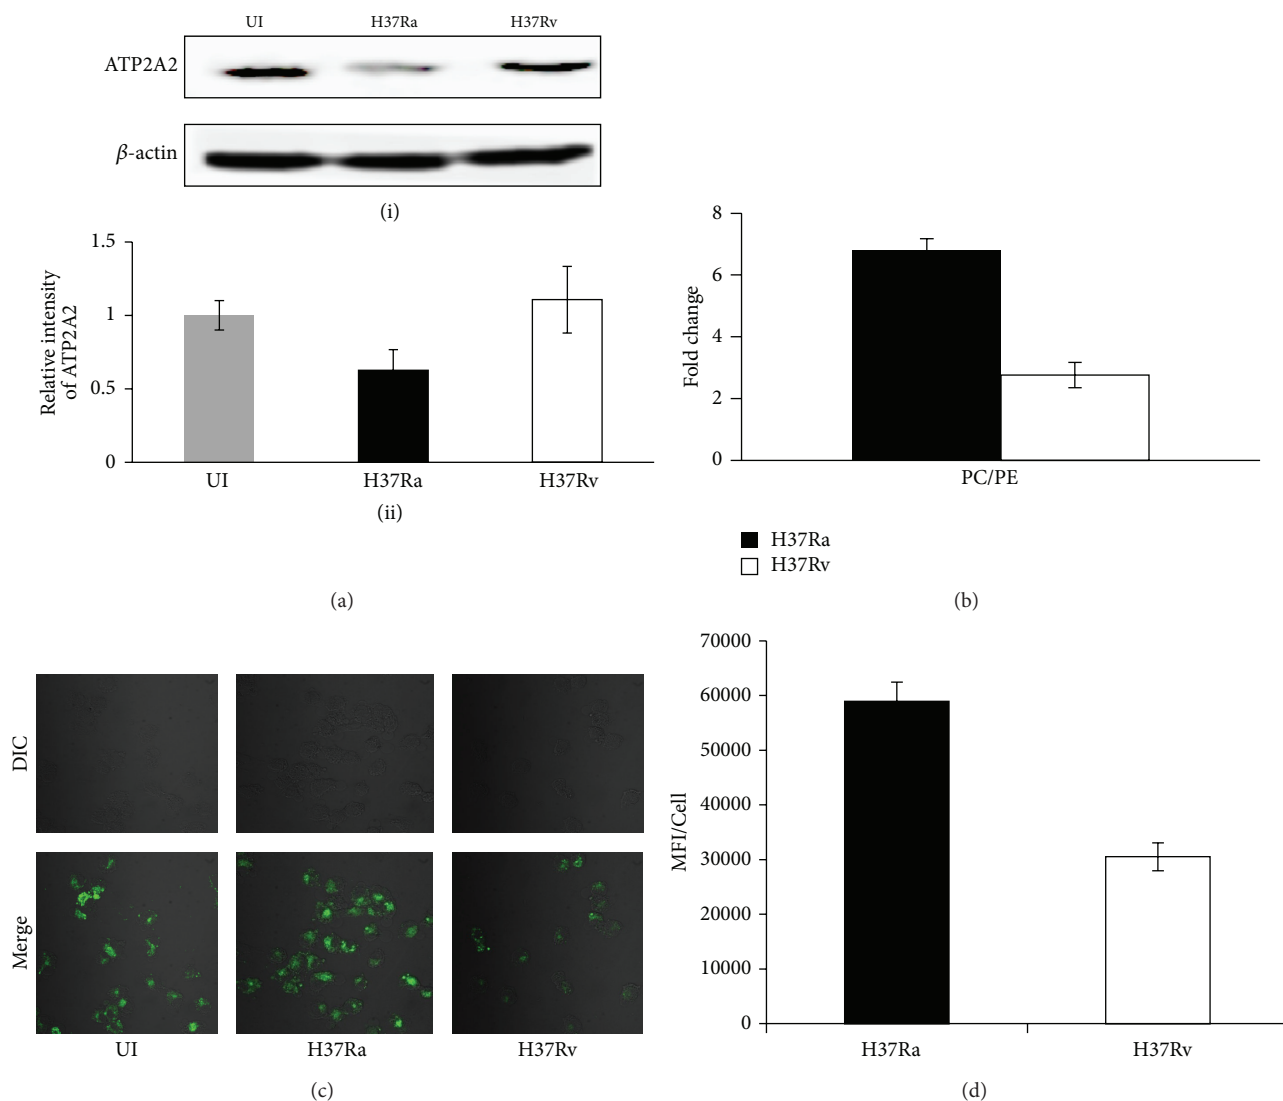 UI H37Ra H37Rv
ATP2A2
β-actin
(i)
Relative intensity
of ATP2A2
1.5
1
0.5
0
UI H37Ra H37Rv
(ii)
(a)
Fold change
8
6
4
2
0
PC/PE
H37Ra
H37Rv
(b)
DIC
Merge
UI H37Ra H37Rv
(c)
MFI/Cell
70000
60000
50000
40000
30000
20000
10000
0
H37Ra H37Rv
(d)